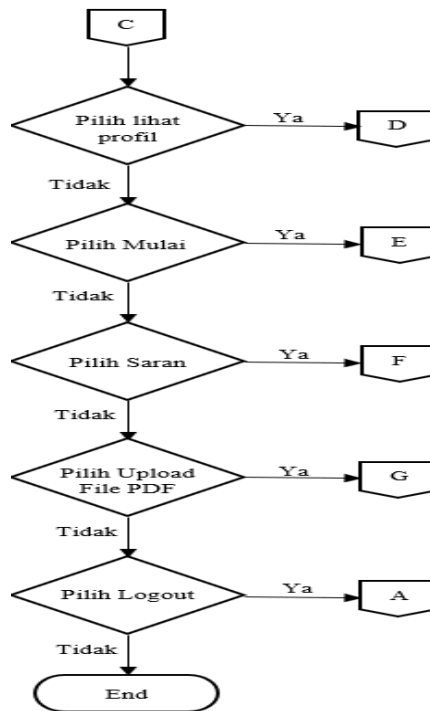 C
Pilih lihat
profil
Ya
D
Tidak
Pilih Mulai
Ya
E
Tidak
Pilih Saran
Ya
F
Tidak
Pilih Upload
File PDF
Ya
G
Tidak
Pilih Logout
Ya
A
Tidak
End